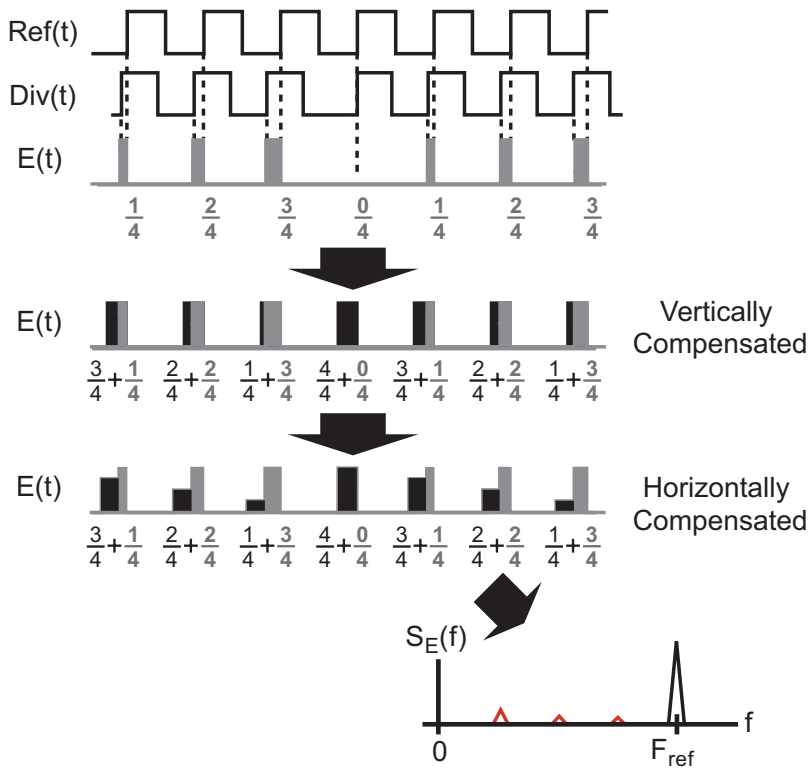 Ref(t)
Div(t)
E(t)
1/4 2/4 3/4 0/4 1/4 2/4 3/4
E(t)
Vertically
Compensated
3/4+1/4 2/4+2/4 1/4+3/4 4/4+0/4 3/4+1/4 2/4+2/4 1/4+3/4
E(t)
Horizontally
Compensated
3/4+1/4 2/4+2/4 1/4+3/4 4/4+0/4 3/4+1/4 2/4+2/4 1/4+3/4
S_E(f)
f
0 F_ref